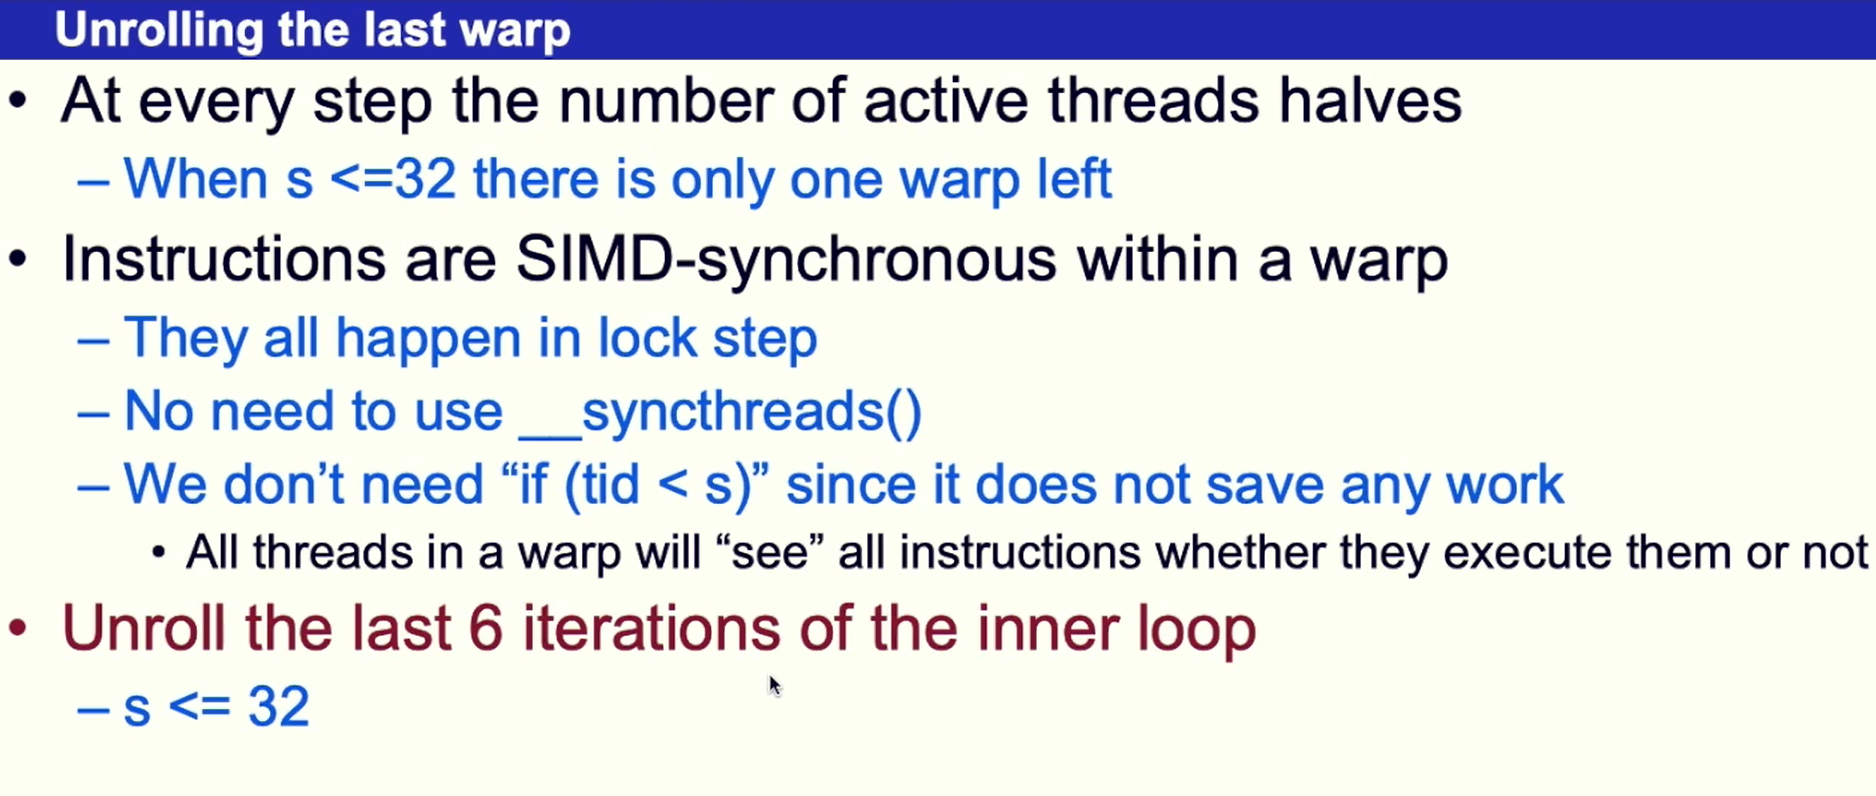 Unrolling the last warp
• At every step the number of active threads halves
– When s <=32 there is only one warp left
• Instructions are SIMD-synchronous within a warp
– They all happen in lock step
– No need to use __syncthreads()
– We don’t need “if (tid < s)” since it does not save any work
• All threads in a warp will “see” all instructions whether they execute them or not
• Unroll the last 6 iterations of the inner loop
– s <= 32